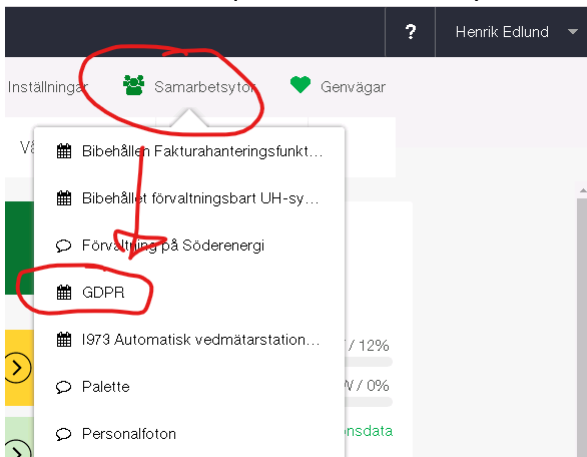 ?
Henrik Edlund
Inställningar
Samarbetsytor
Genvägar
Bibehållen Fakturahanteringsfunkt...
Bibehållet förvaltningsbart UH-sy...
Förvaltning på Söderenergi
GDPR
I973 Automatisk vedmätarstation...
/ 12%
Palette
/ 0%
Personalfoton